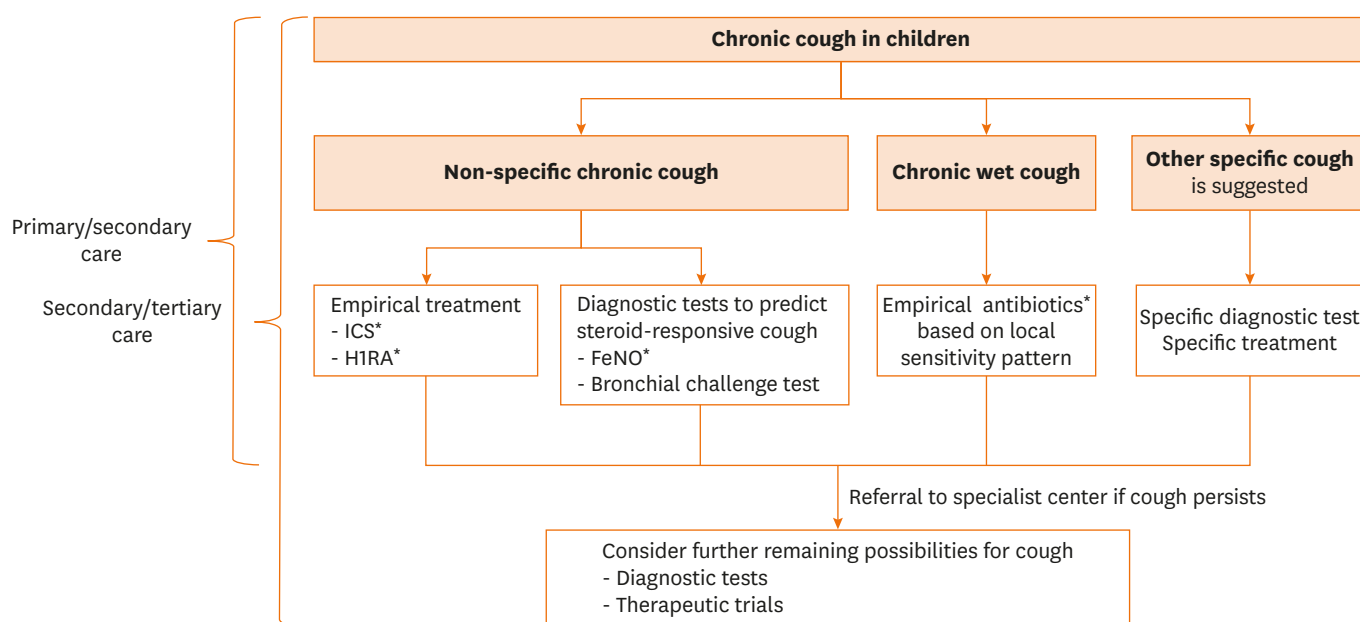 Chronic cough in children
Non-specific chronic cough
Chronic wet cough
Other specific cough
is suggested
Primary/secondary
care
Secondary/tertiary
care
Empirical treatment
- ICS*
- H1RA*
Diagnostic tests to predict
steroid-responsive cough
- FeNO*
- Bronchial challenge test
Empirical antibiotics*
based on local
sensitivity pattern
Specific diagnostic test
Specific treatment
Referral to specialist center if cough persists
Consider further remaining possibilities for cough
- Diagnostic tests
- Therapeutic trials